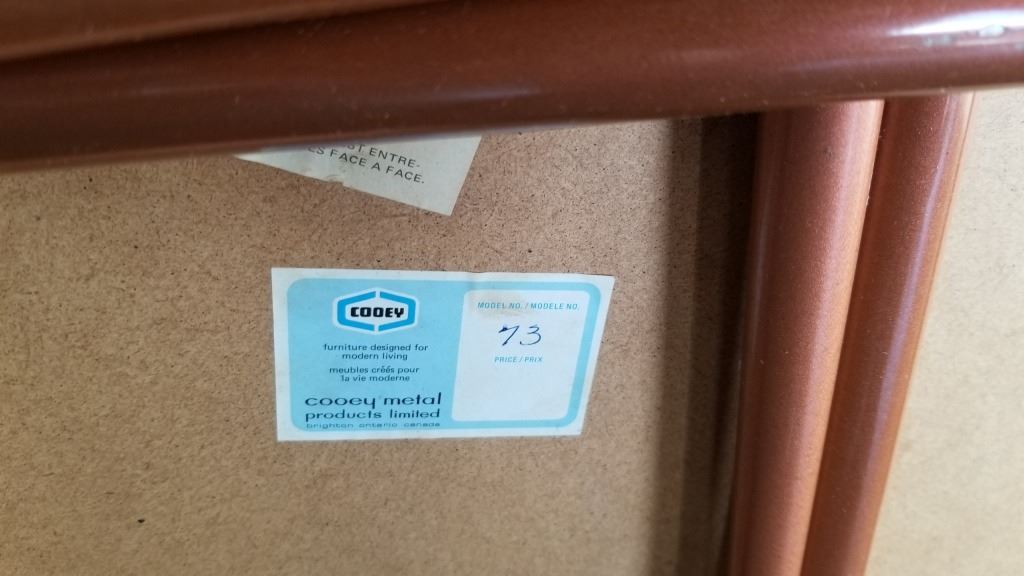 ST ENTRE-
ES FACE A FACE.
COOEY
furniture designed for
modern living
meubles créés pour
la vie moderne
cooey metal
products limited
brighton ontario canada
MODEL NO. / MODELE NO.
73
PRICE / PRIX